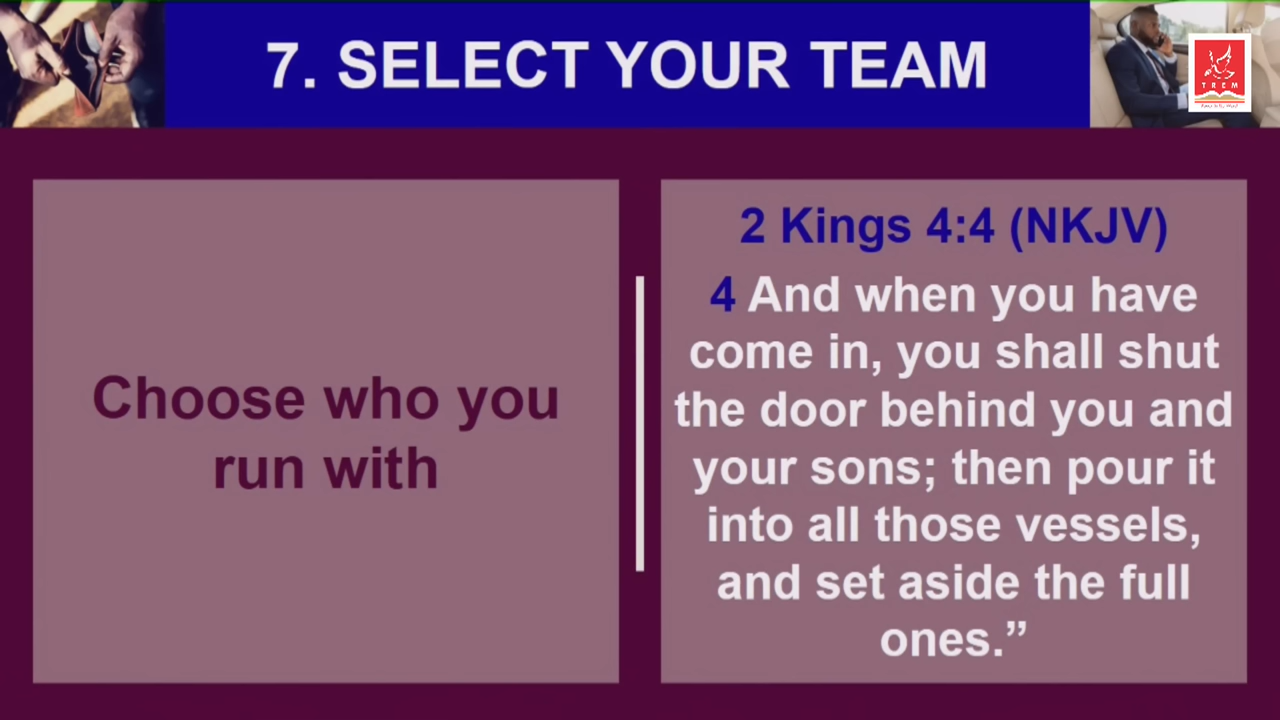 7. SELECT YOUR TEAM
TREM
Choose who you
run with
2 Kings 4:4 (NKJV)
4 And when you have
come in, you shall shut
the door behind you and
your sons; then pour it
into all those vessels,
and set aside the full
ones.”